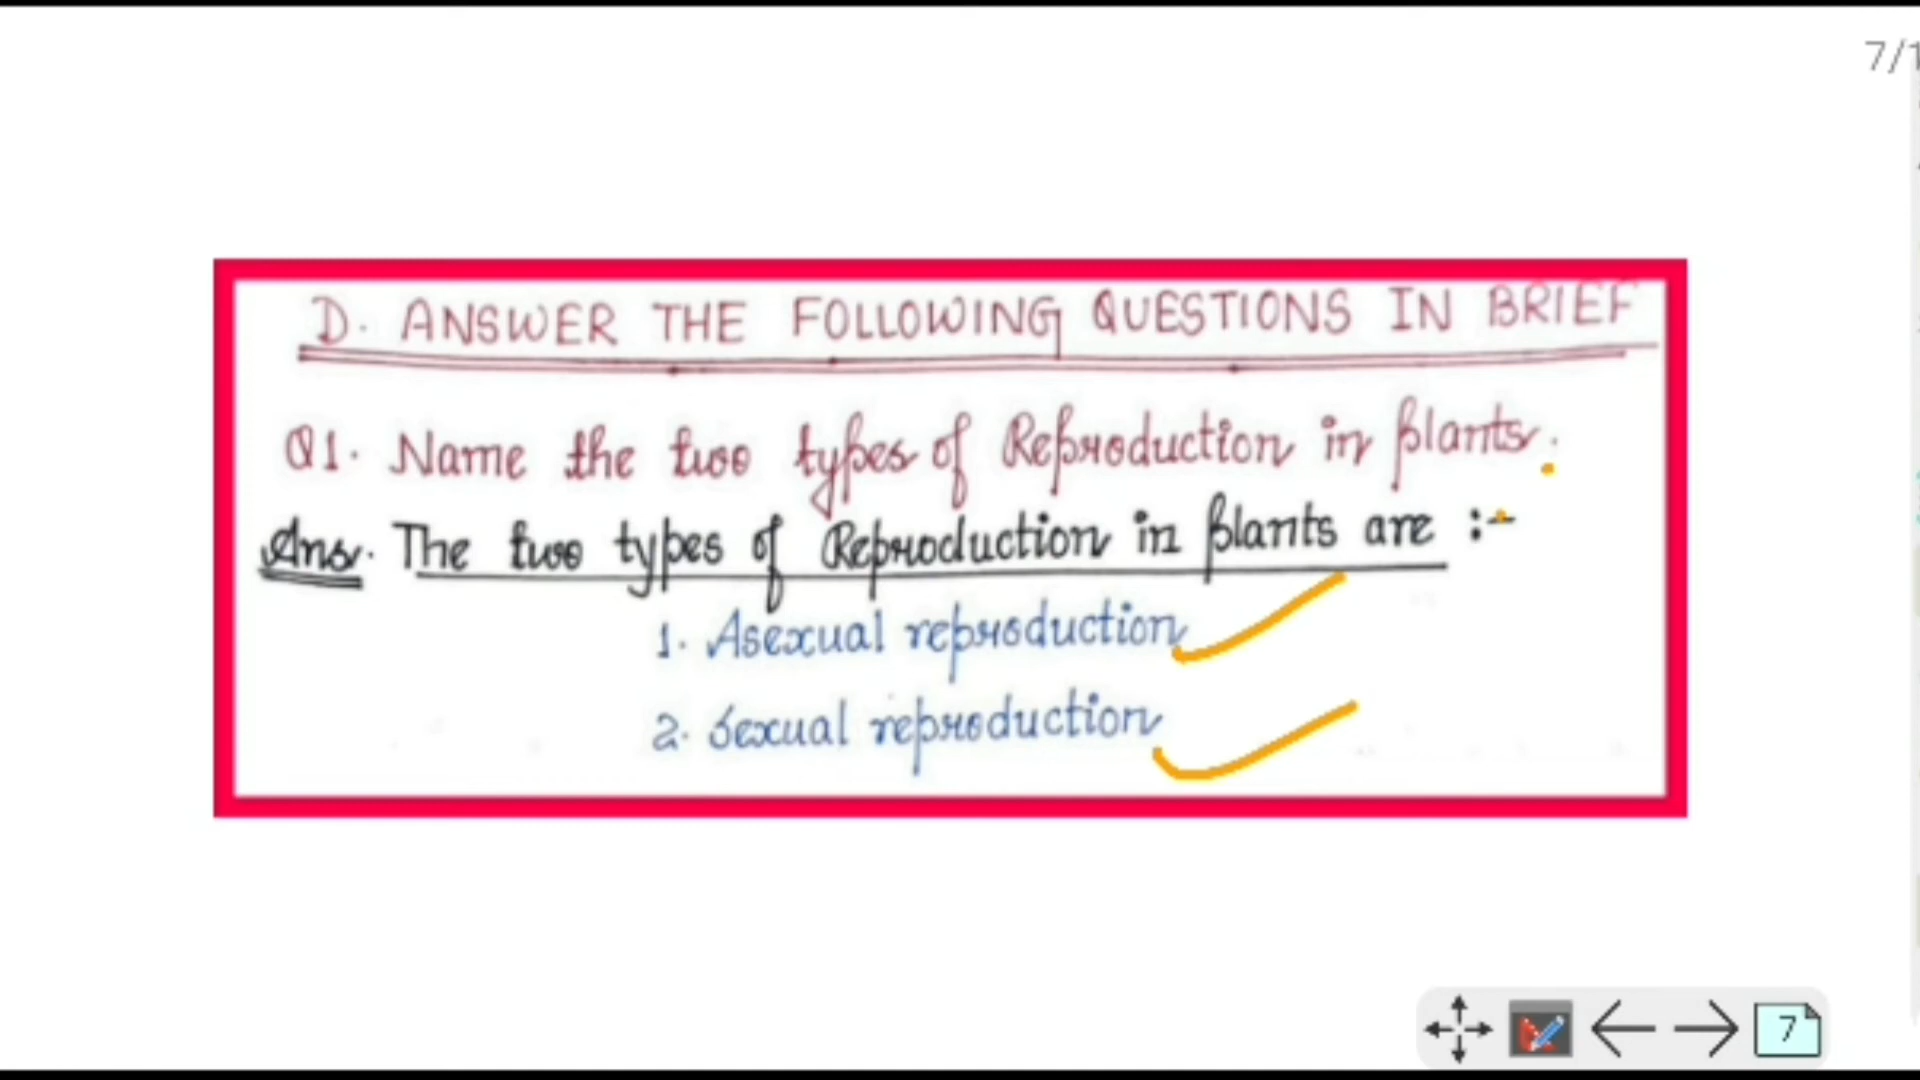 7/1
D. ANSWER THE FOLLOWING QUESTIONS IN BRIEF
Q1. Name the two types of Reproduction in plants.
Ans. The two types of Reproduction in plants are :-
1. Asexual reproduction
2. Sexual reproduction
7